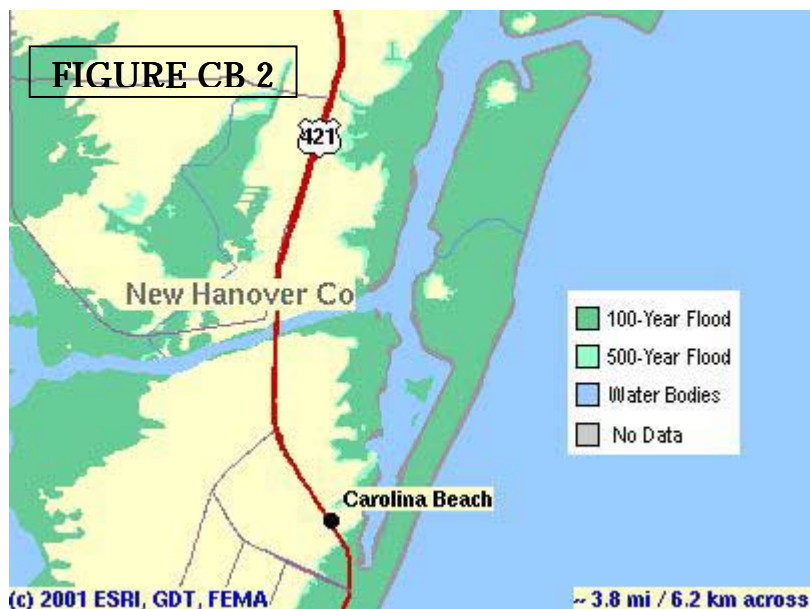 FIGURE CB 2
421
New Hanover Co
100-Year Flood
500-Year Flood
Water Bodies
No Data
Carolina Beach
(c) 2001 ESRI, GDT, FEMA
~ 3.8 mi / 6.2 km across